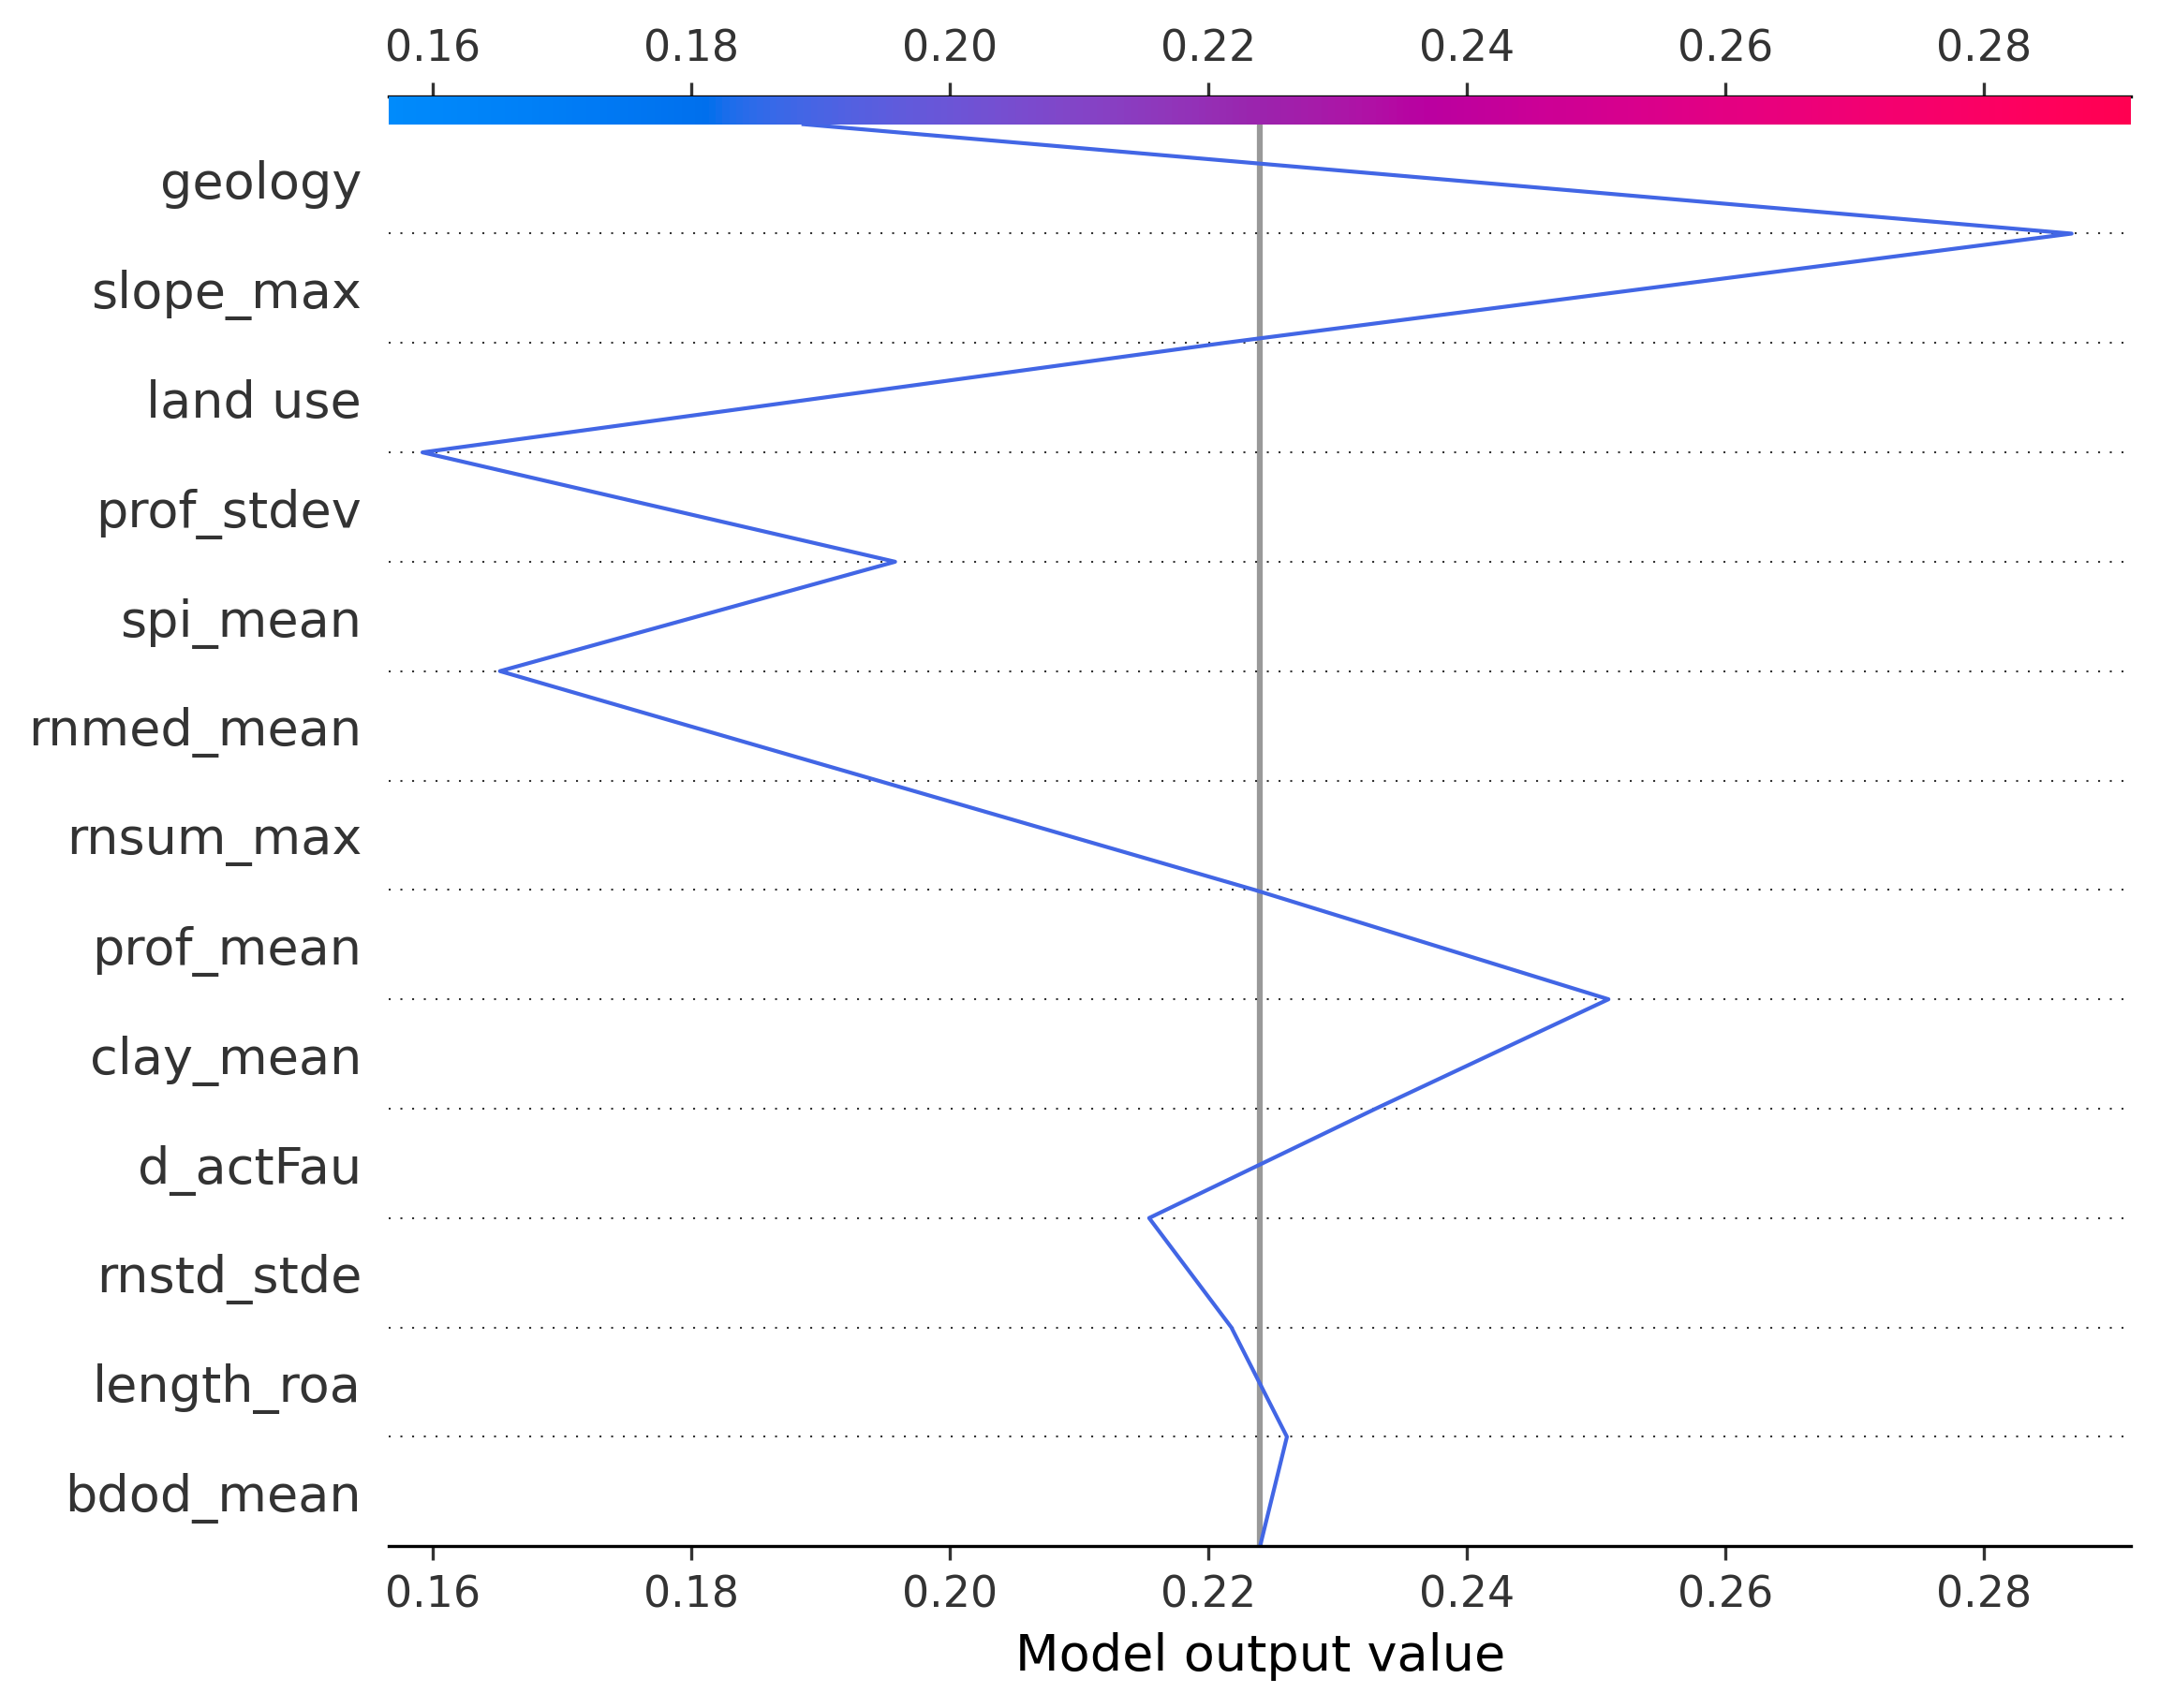 0.16 0.18 0.20 0.22 0.24 0.26 0.28
geology
slope_max
land use
prof_stdev
spi_mean
rnmed_mean
rnsum_max
prof_mean
clay_mean
d_actFau
rnstd_stde
length_roa
bdod_mean
0.16 0.18 0.20 0.22 0.24 0.26 0.28
Model output value